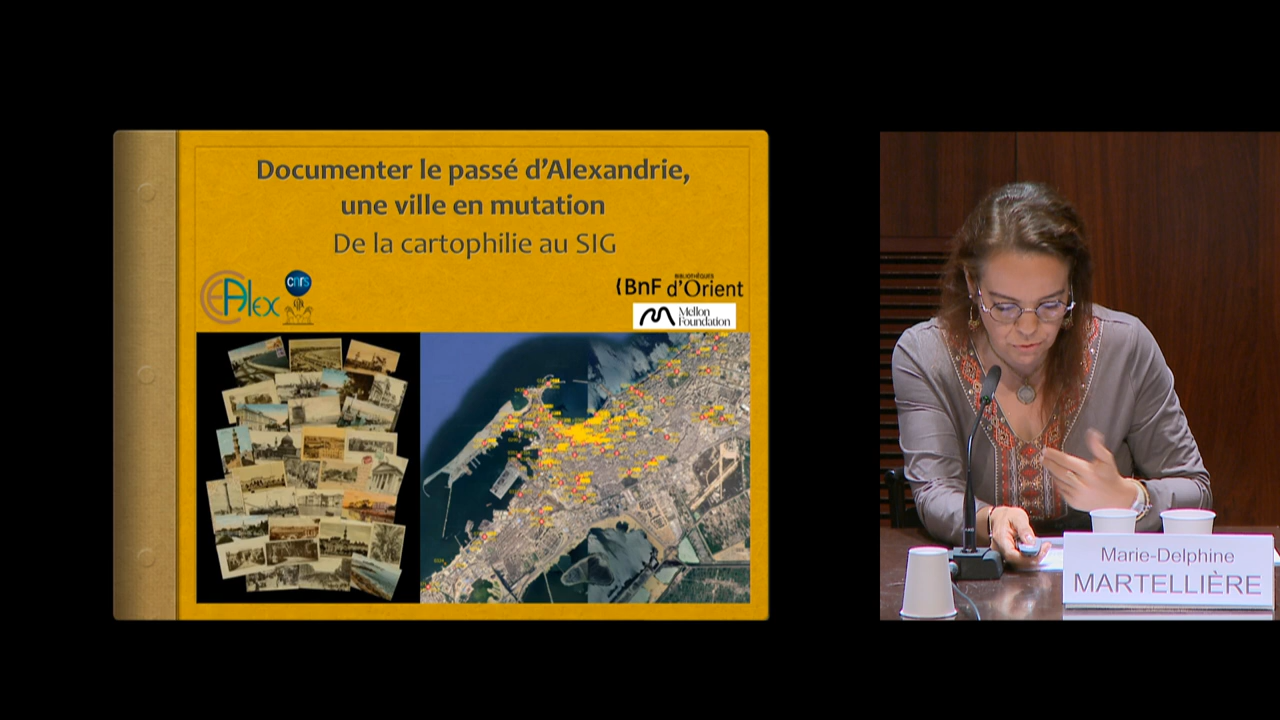 Documenter le passé d'Alexandrie,
une ville en mutation
De la cartophilie au SIG
CEAlex
cnrs
BnF
BIBLIOTHÈQUES
d'Orient
Mellon
Foundation
Marie-Delphine
MARTELLIÈRE